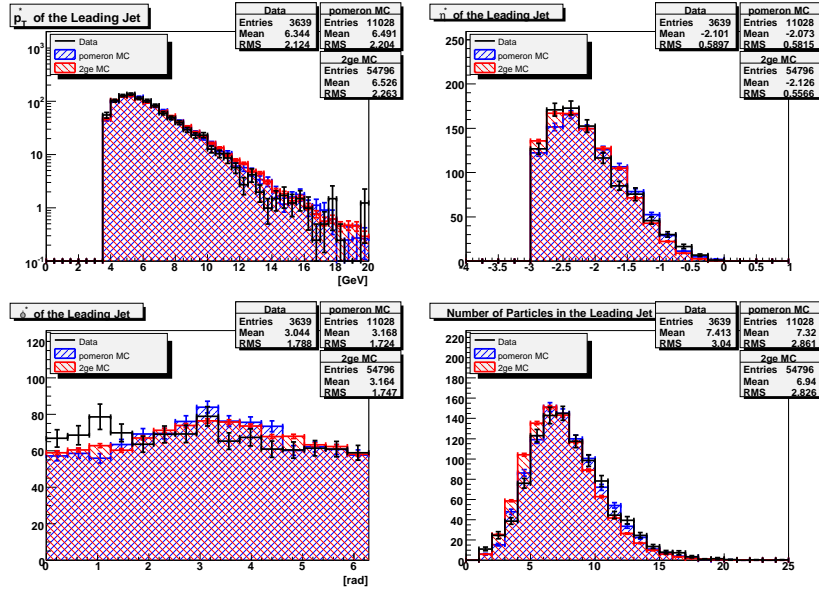 p*T of the Leading Jet
Data
Entries 3639
Mean 6.344
RMS 2.124
pomeron MC
Entries 11028
Mean 6.491
RMS 2.204
2ge MC
Entries 54796
Mean 6.526
RMS 2.263
Data
pomeron MC
2ge MC
10³
10²
10
1
10⁻¹
0 2 4 6 8 10 12 14 16 18 20
[GeV]
η* of the Leading Jet
Data
Entries 3639
Mean -2.101
RMS 0.5897
pomeron MC
Entries 11028
Mean -2.073
RMS 0.5815
2ge MC
Entries 54796
Mean -2.126
RMS 0.5566
Data
pomeron MC
2ge MC
250
200
150
100
50
0
-4 -3.5 -3 -2.5 -2 -1.5 -1 -0.5 0 0.5 1
ϕ* of the Leading Jet
Data
Entries 3639
Mean 3.044
RMS 1.788
pomeron MC
Entries 11028
Mean 3.168
RMS 1.724
2ge MC
Entries 54796
Mean 3.164
RMS 1.747
Data
pomeron MC
2ge MC
120
100
80
60
40
20
0
0 1 2 3 4 5 6
[rad]
Number of Particles in the Leading Jet
Data
Entries 3639
Mean 7.413
RMS 3.04
pomeron MC
Entries 11028
Mean 7.32
RMS 2.861
2ge MC
Entries 54796
Mean 6.94
RMS 2.826
Data
pomeron MC
2ge MC
220
200
180
160
140
120
100
80
60
40
20
0
0 5 10 15 20 25